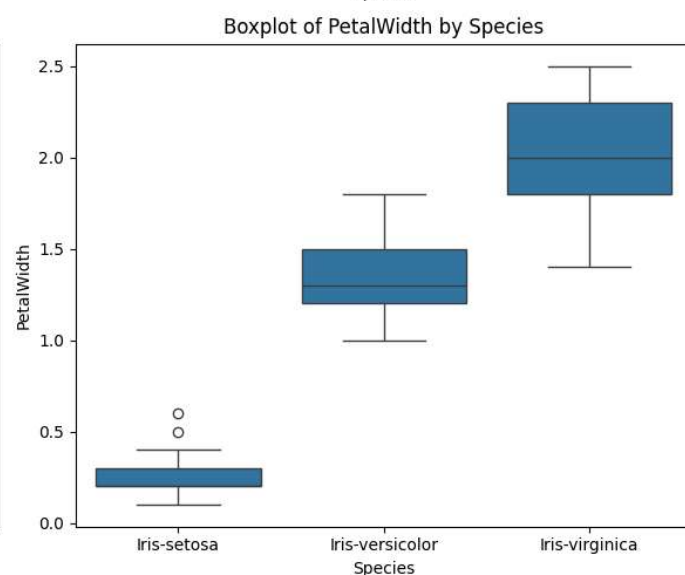 Boxplot of PetalWidth by Species
PetalWidth
2.5
2.0
1.5
1.0
0.5
0.0
Iris-setosa Iris-versicolor Iris-virginica
Species